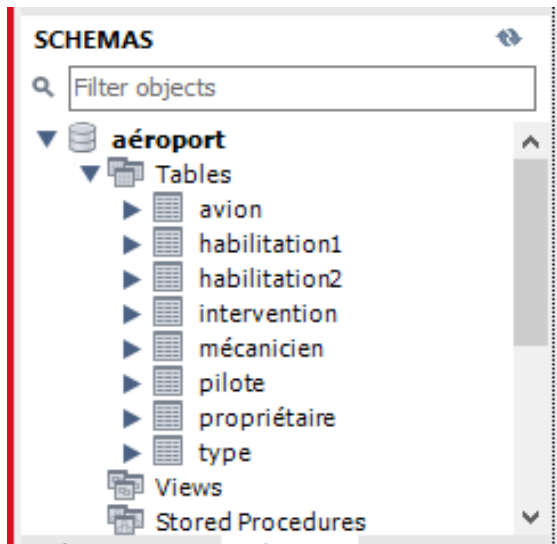 SCHEMAS
Filter objects
aéroport
Tables
avion
habilitation1
habilitation2
intervention
mécanicien
pilote
propriétaire
type
Views
Stored Procedures